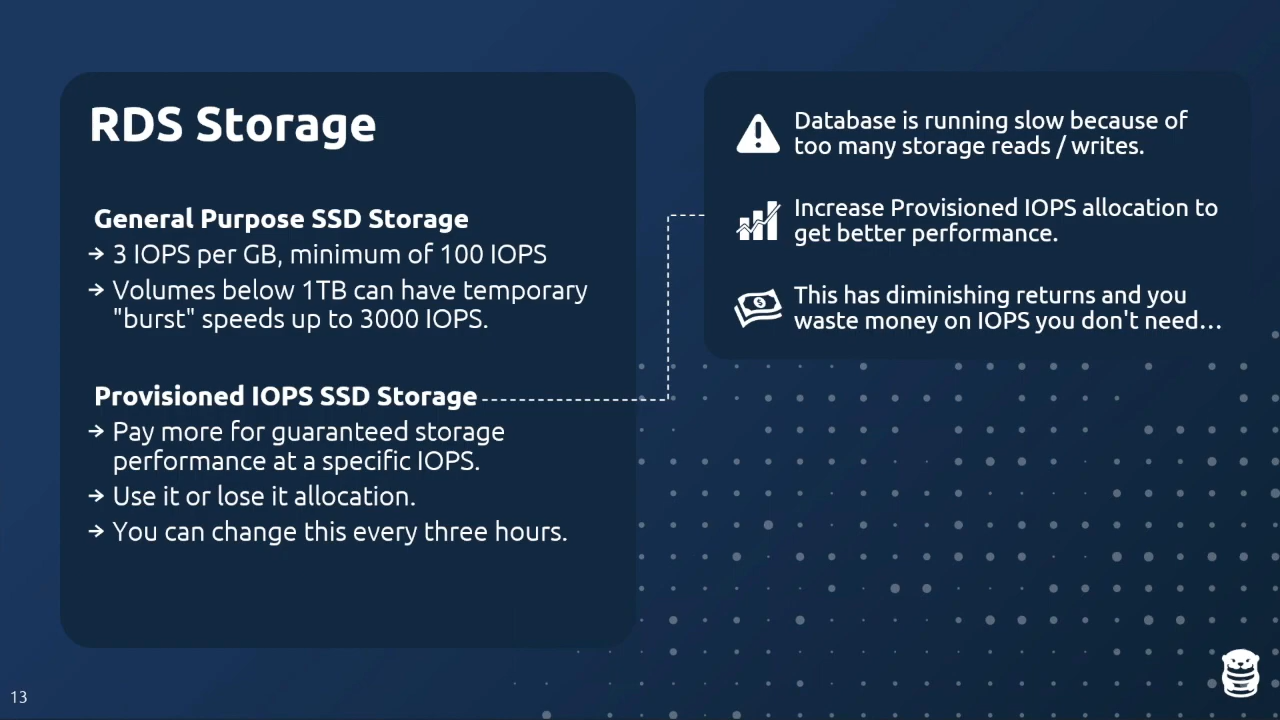 RDS Storage
General Purpose SSD Storage
→ 3 IOPS per GB, minimum of 100 IOPS
→ Volumes below 1TB can have temporary
"burst" speeds up to 3000 IOPS.
Provisioned IOPS SSD Storage
→ Pay more for guaranteed storage
performance at a specific IOPS.
→ Use it or lose it allocation.
→ You can change this every three hours.
Database is running slow because of
too many storage reads / writes.
Increase Provisioned IOPS allocation to
get better performance.
This has diminishing returns and you
waste money on IOPS you don't need...
13